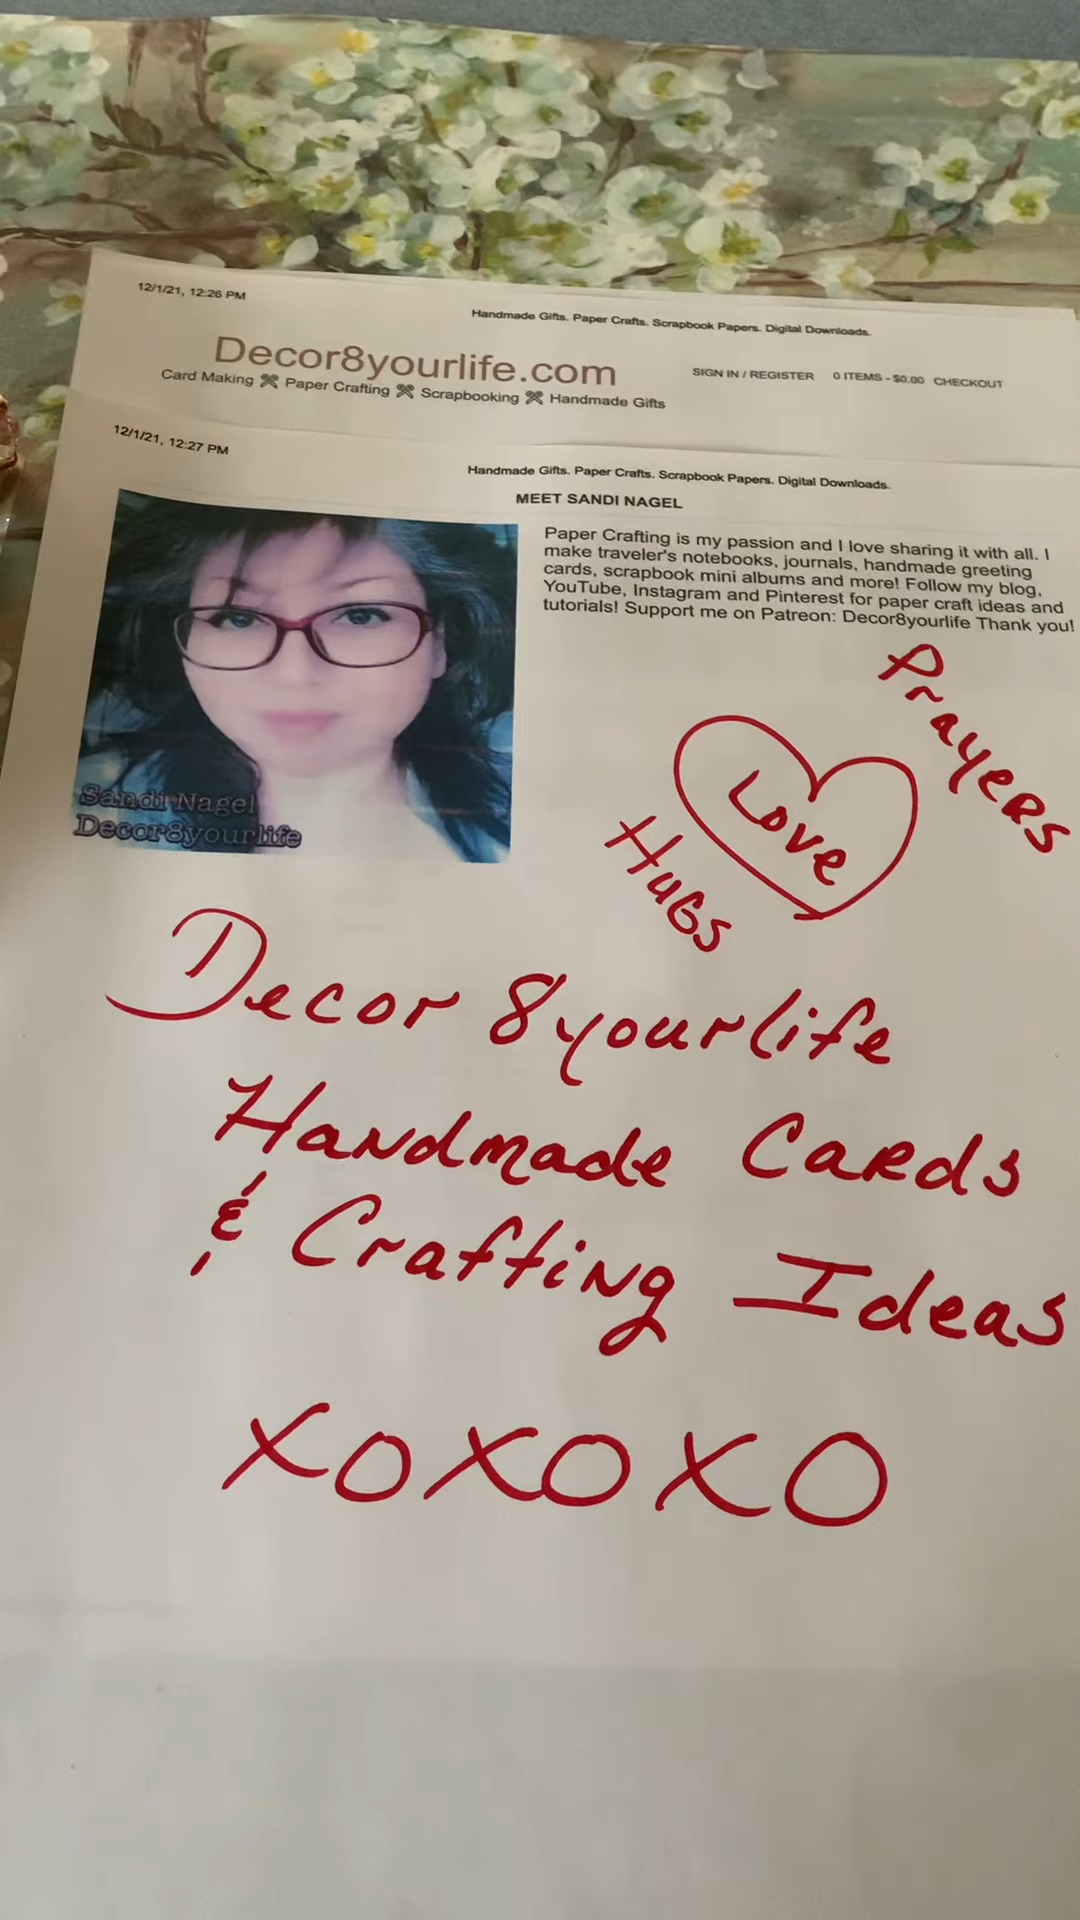 12/1/21, 12:26 PM
Handmade Gifts. Paper Crafts. Scrapbook Papers. Digital Downloads.
Decor8yourlife.com
SIGN IN / REGISTER 0 ITEMS - $0.00 CHECKOUT
Card Making Paper Crafting Scrapbooking Handmade Gifts
12/1/21, 12:27 PM
Handmade Gifts. Paper Crafts. Scrapbook Papers. Digital Downloads.
MEET SANDI NAGEL
Paper Crafting is my passion and I love sharing it with all. I
make traveler's notebooks, journals, handmade greeting
cards, scrapbook mini albums and more! Follow my blog,
YouTube, Instagram and Pinterest for paper craft ideas and
tutorials! Support me on Patreon: Decor8yourlife Thank you!
Sandi Nagel
Decor8yourlife
Prayers
Love
Hugs
Decor 8yourlife
Handmade Cards
& Crafting Ideas
XOXOXO